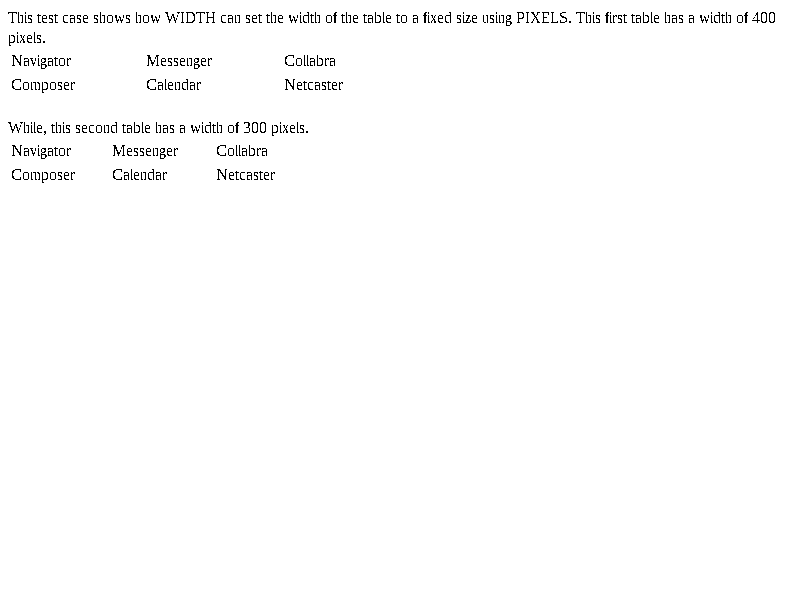 This test case shows how WIDTH can set the width of the table to a fixed size using PIXELS. This first table has a width of 400
pixels.
Navigator Messenger Collabra
Composer Calendar Netcaster
While, this second table has a width of 300 pixels.
Navigator Messenger Collabra
Composer Calendar Netcaster